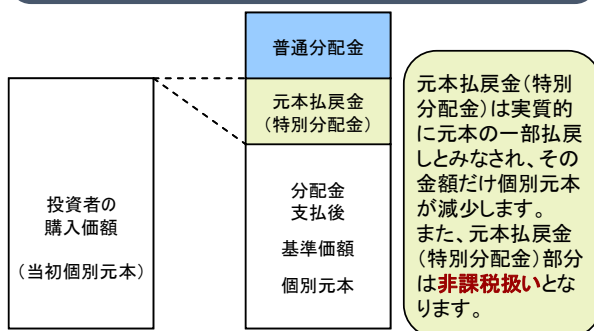 普通分配金
元本払戻金
(特別分配金)
投資者の
購入価額
(当初個別元本)
分配金
支払後
基準価額
個別元本
元本払戻金(特別
分配金)は実質的
に元本の一部払戻
しとみなされ、その
金額だけ個別元本
が減少します。
また、元本払戻金
(特別分配金)部分
は非課税扱いとな
ります。